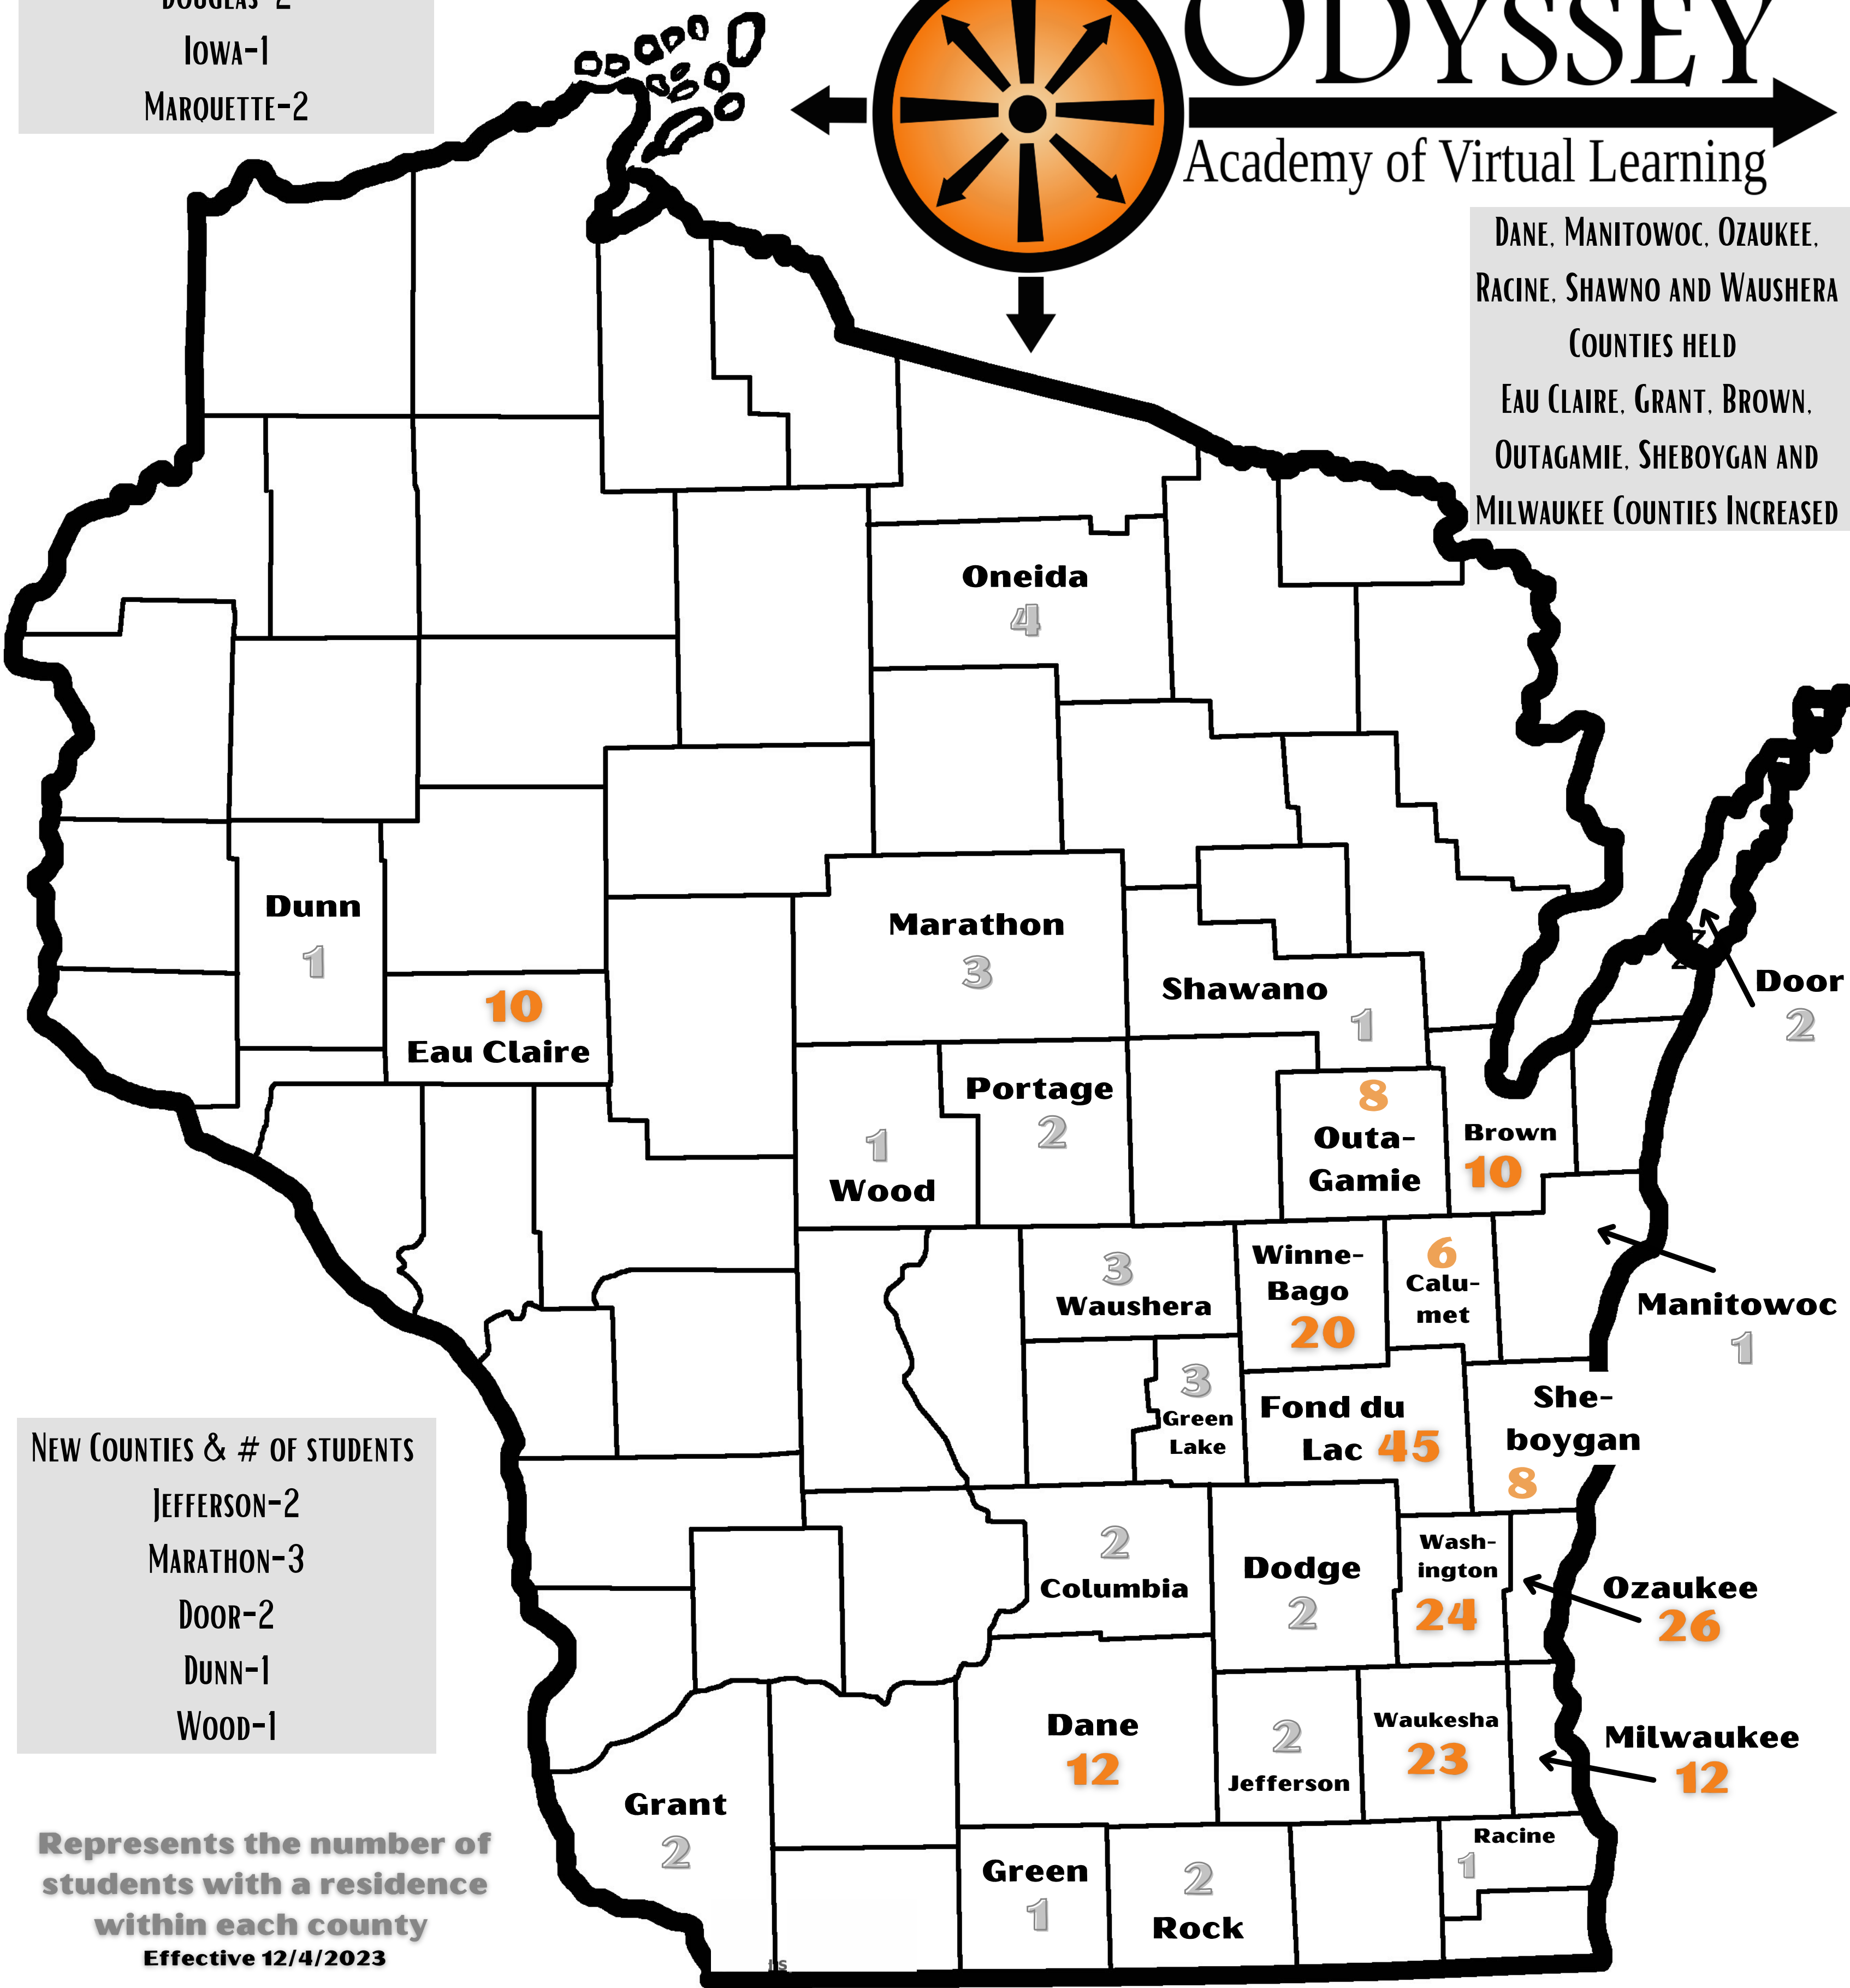 DOUGLAS-2
IOWA-1
MARQUETTE-2
ODYSSEY
Academy of Virtual Learning
DANE, MANITOWOC, OZAUKEE,
RACINE, SHAWNO AND WAUSHERA
COUNTIES HELD
EAU CLAIRE, GRANT, BROWN,
OUTAGAMIE, SHEBOYGAN AND
MILWAUKEE COUNTIES INCREASED
Oneida
4
Dunn
1
10
Eau Claire
Marathon
3
Shawano
1
Door
2
Portage
2
1
Wood
8
Outa-
Gamie
Brown
10
3
Waushera
Winne-
Bago
20
6
Calu-
met
Manitowoc
1
3
Green
Lake
Fond du
Lac 45
She-
boygan
8
NEW COUNTIES & # OF STUDENTS
JEFFERSON-2
MARATHON-3
DOOR-2
DUNN-1
WOOD-1
2
Columbia
Dodge
2
Wash-
ington
24
Ozaukee
26
Dane
12
2
Jefferson
Waukesha
23
Milwaukee
12
Grant
2
Green
1
2
Rock
Racine
1
Represents the number of
students with a residence
within each county
Effective 12/4/2023